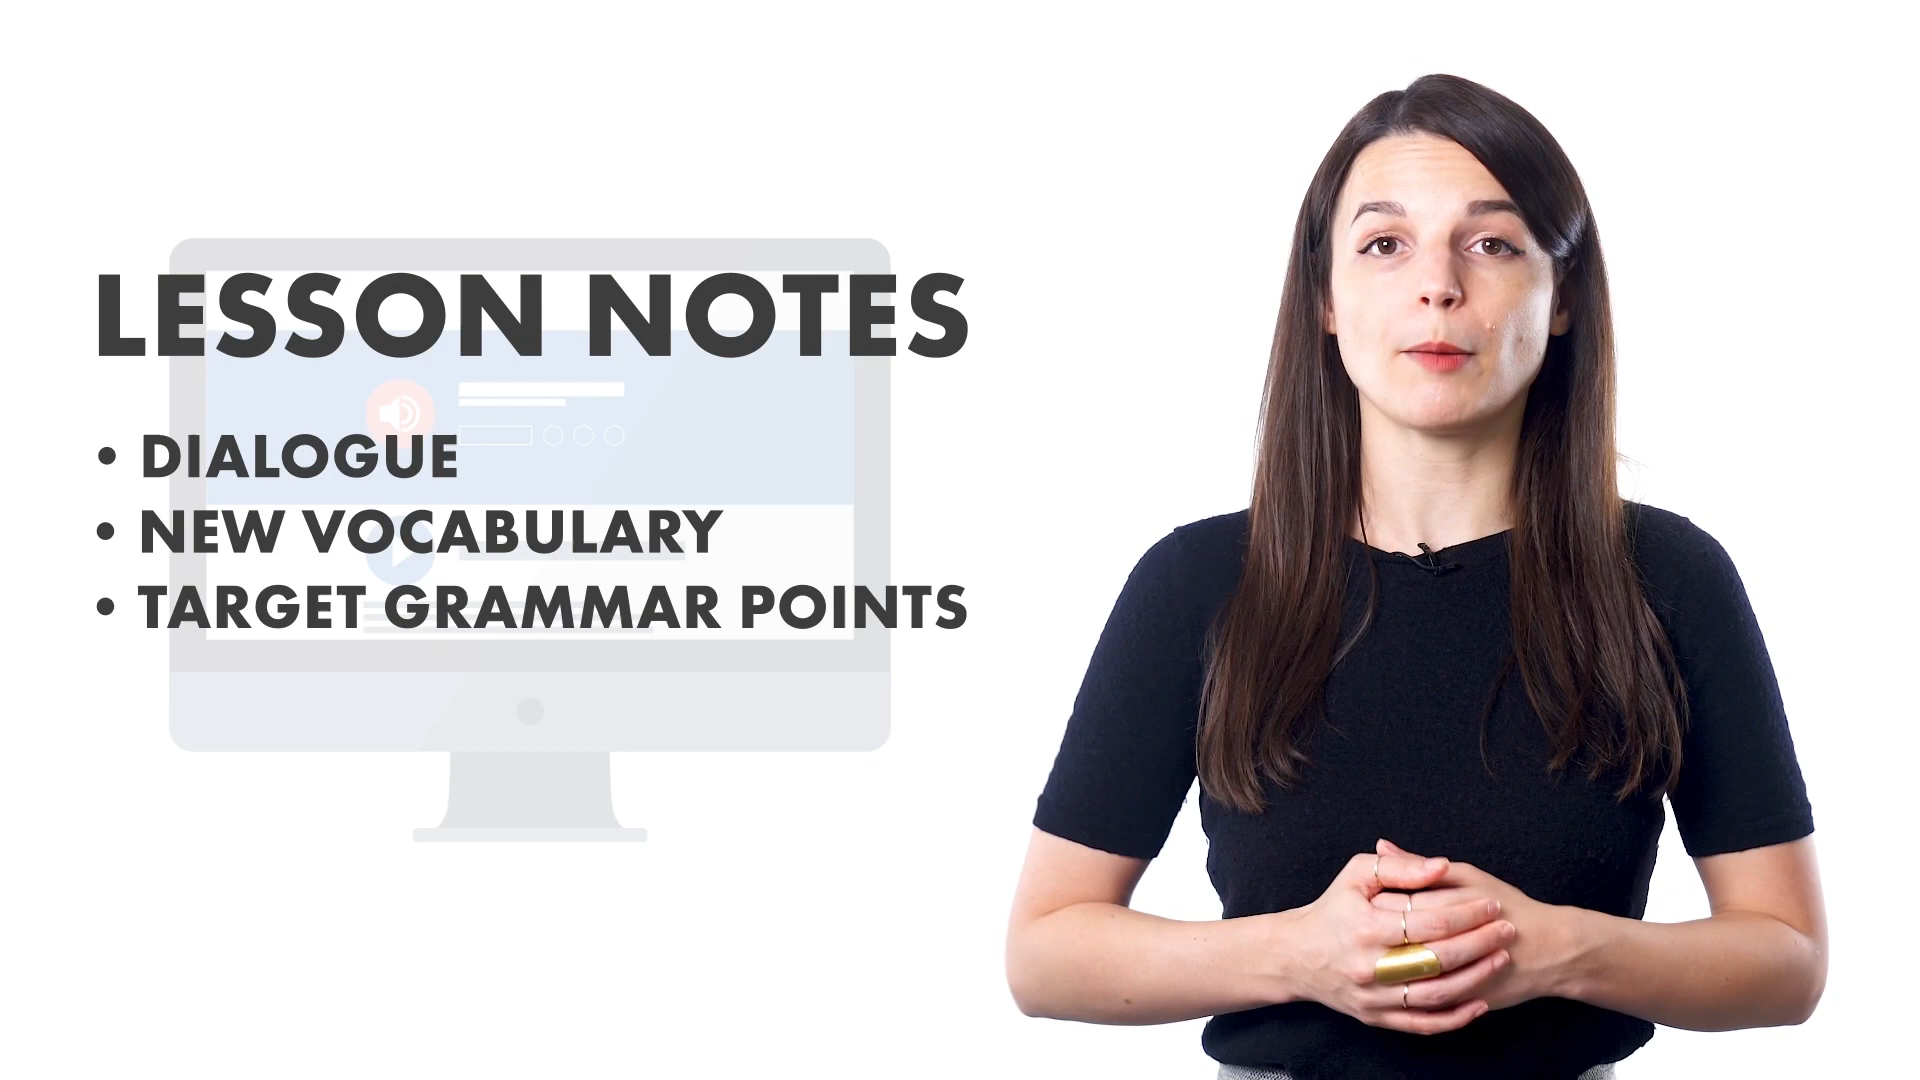 LESSON NOTES
• DIALOGUE
• NEW VOCABULARY
• TARGET GRAMMAR POINTS